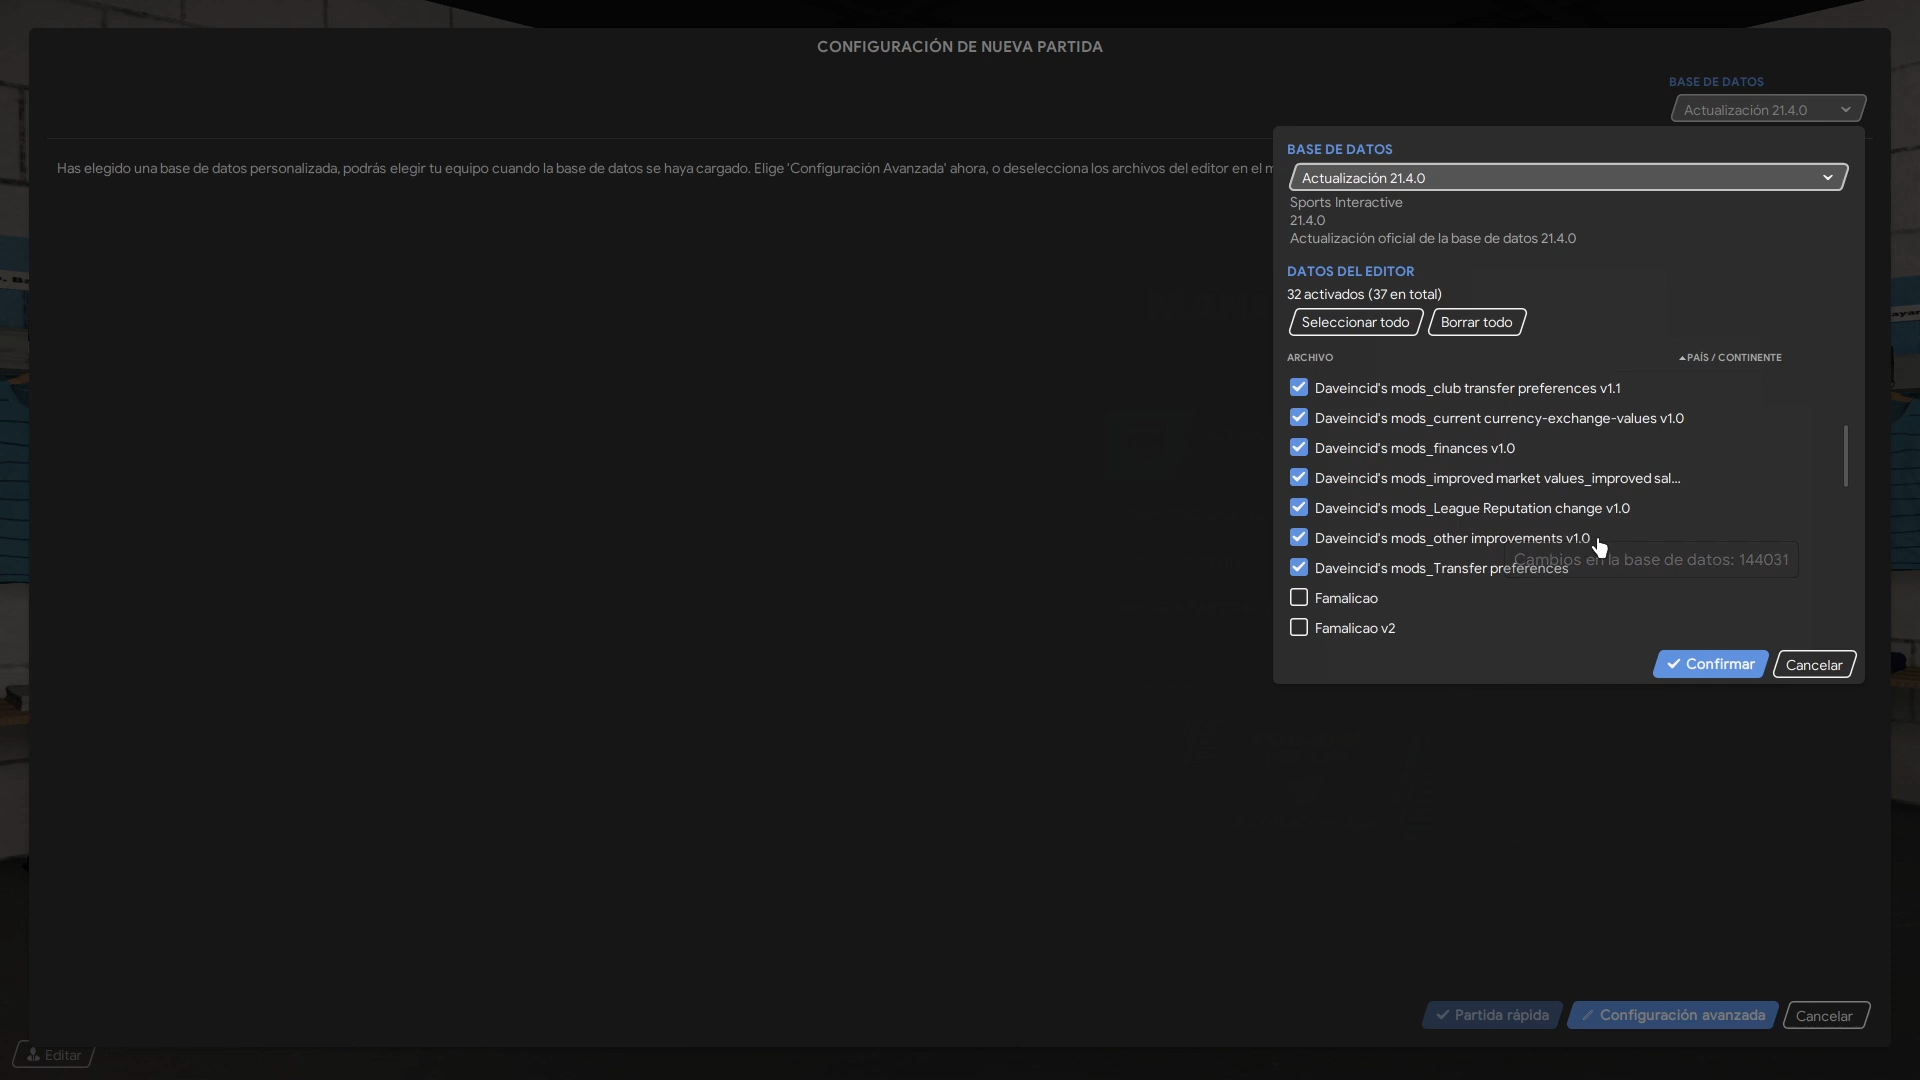 CONFIGURACIÓN DE NUEVA PARTIDA
BASE DE DATOS
Actualización 21.4.0
Has elegido una base de datos personalizada, podrás elegir tu equipo cuando la base de datos se haya cargado. Elige 'Configuración Avanzada' ahora, o deselecciona los archivos del editor en el m
BASE DE DATOS
Actualización 21.4.0
Sports Interactive
21.4.0
Actualización oficial de la base de datos 21.4.0
DATOS DEL EDITOR
32 activados (37 en total)
Seleccionar todo
Borrar todo
ARCHIVO
PAÍS / CONTINENTE
Daveincid's mods_club transfer preferences v1.1
Daveincid's mods_current currency-exchange-values v1.0
Daveincid's mods_finances v1.0
Daveincid's mods_improved market values_improved sal...
Daveincid's mods_League Reputation change v1.0
Daveincid's mods_other improvements v1.0
Cambios en la base de datos: 144031
Daveincid's mods_Transfer preferences
Famalicao
Famalicao v2
Confirmar
Cancelar
Partida rápida
Configuración avanzada
Cancelar
Editar